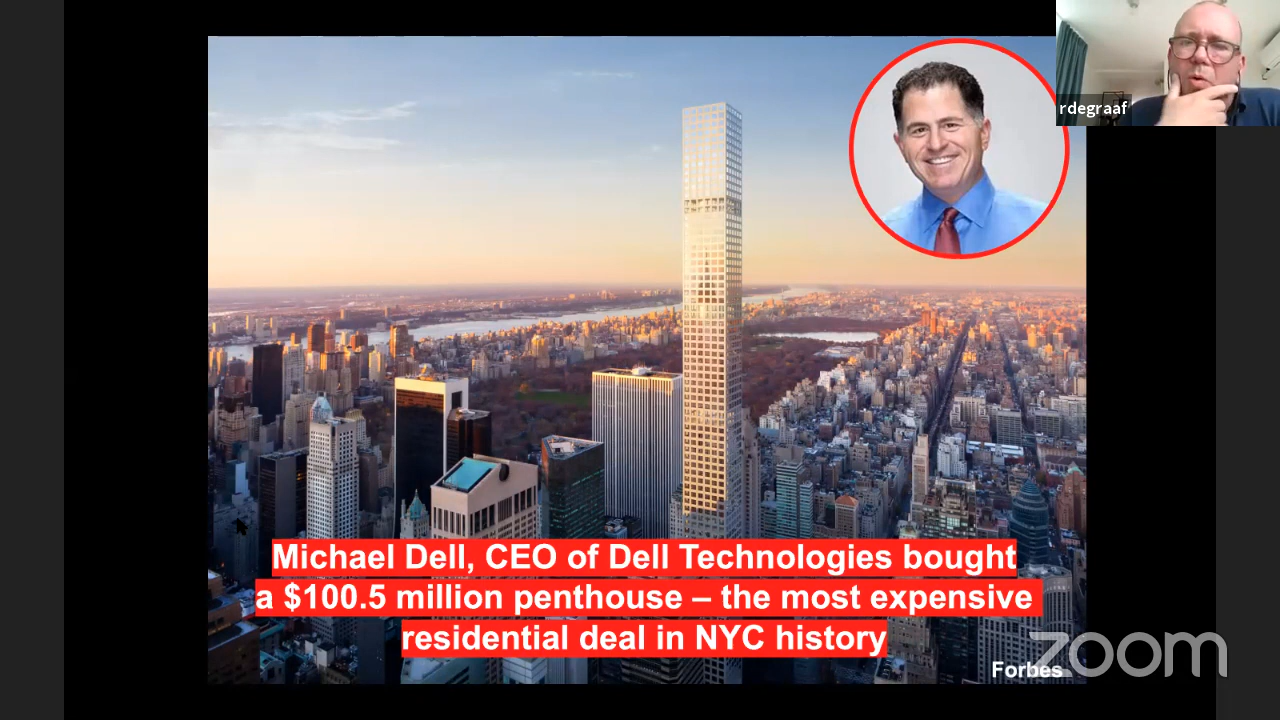 rdegraaf
Michael Dell, CEO of Dell Technologies bought
a $100.5 million penthouse – the most expensive
residential deal in NYC history
Forbes
zoom